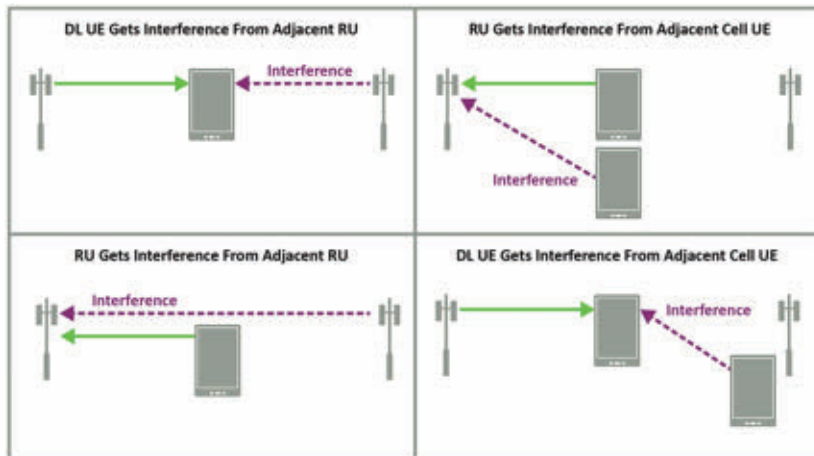 DL UE Gets Interference From Adjacent RU
Interference
RU Gets Interference From Adjacent Cell UE
Interference
RU Gets Interference From Adjacent RU
Interference
DL UE Gets Interference From Adjacent Cell UE
Interference